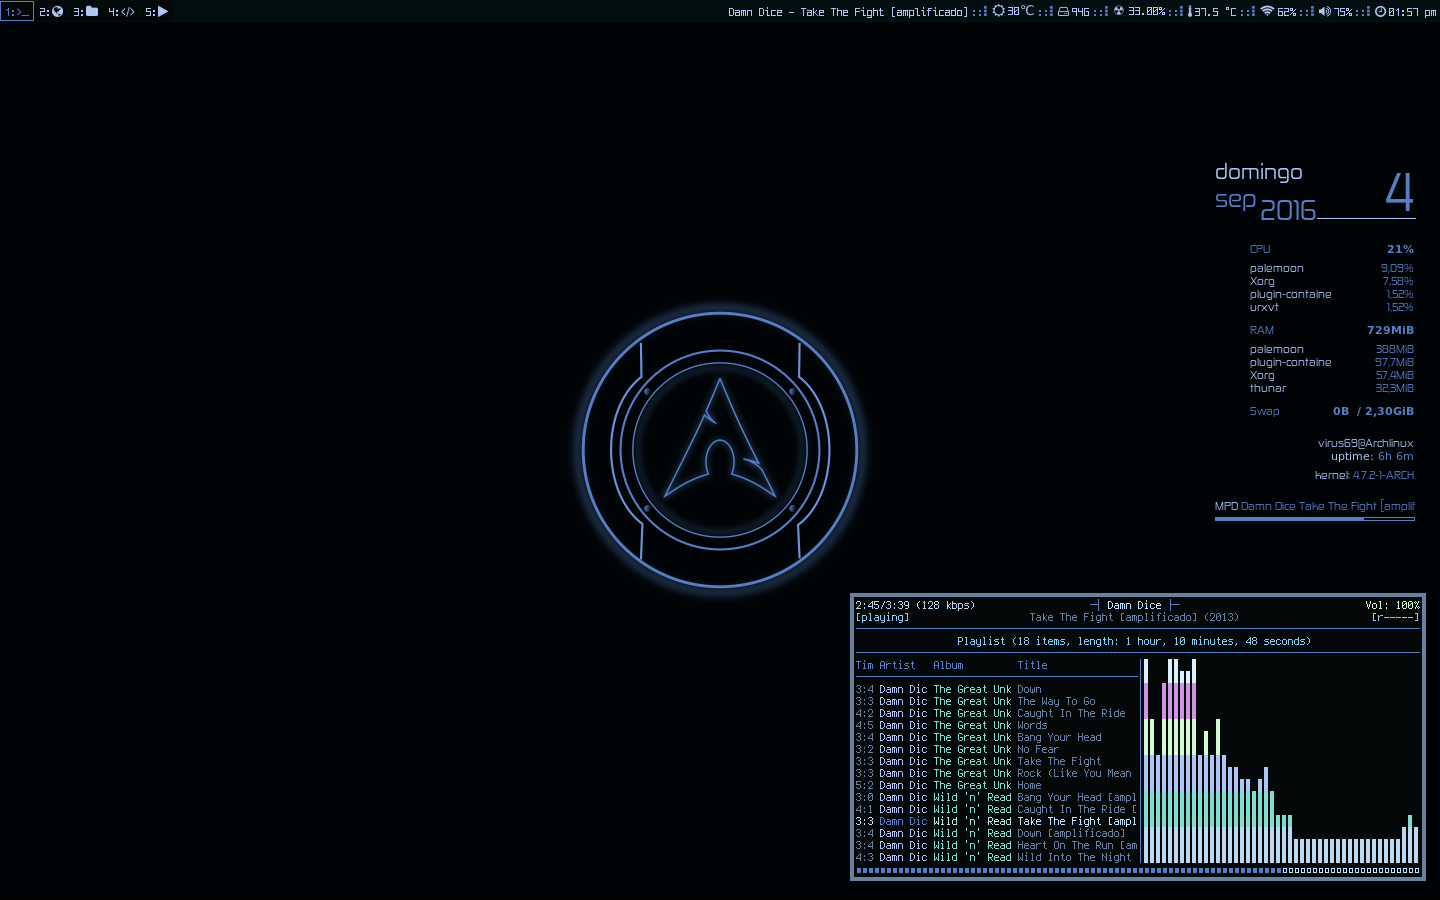 1:>_ 2: 3: 4:</> 5:
Damn Dice - Take The Fight [amplificado] 30°C 94G 33.00% 37.5 °C 62% 75% 01:57 pm
domingo
sep 2016 4
CPU 21%
palemoon 9,09%
Xorg 7,58%
plugin-containe 1,52%
urxvt 1,52%
RAM 729MiB
palemoon 388MiB
plugin-containe 97,7MiB
Xorg 57,4MiB
thunar 32,3MiB
Swap 0B / 2,30GiB
virus69@Archlinux
uptime: 6h 6m
kernel: 4.7.2-1-ARCH
MPD Damn Dice Take The Fight [amplif
2:45/3:39 (128 kbps) Damn Dice Vol: 100%
[playing] Take The Fight [amplificado] (2013) [r-----]
Playlist (18 items, length: 1 hour, 10 minutes, 48 seconds)
Tim Artist Album Title
3:4 Damn Dic The Great Unk Down
3:3 Damn Dic The Great Unk The Way To Go
4:2 Damn Dic The Great Unk Caught In The Ride
4:5 Damn Dic The Great Unk Words
3:4 Damn Dic The Great Unk Bang Your Head
3:2 Damn Dic The Great Unk No Fear
3:3 Damn Dic The Great Unk Take The Fight
3:3 Damn Dic The Great Unk Rock (Like You Mean
5:2 Damn Dic The Great Unk Home
3:0 Damn Dic Wild 'n' Read Bang Your Head [ampl
4:1 Damn Dic Wild 'n' Read Caught In The Ride [
3:3 Damn Dic Wild 'n' Read Take The Fight [ampl
3:4 Damn Dic Wild 'n' Read Down [amplificado]
3:4 Damn Dic Wild 'n' Read Heart On The Run [am
4:3 Damn Dic Wild 'n' Read Wild Into The Night